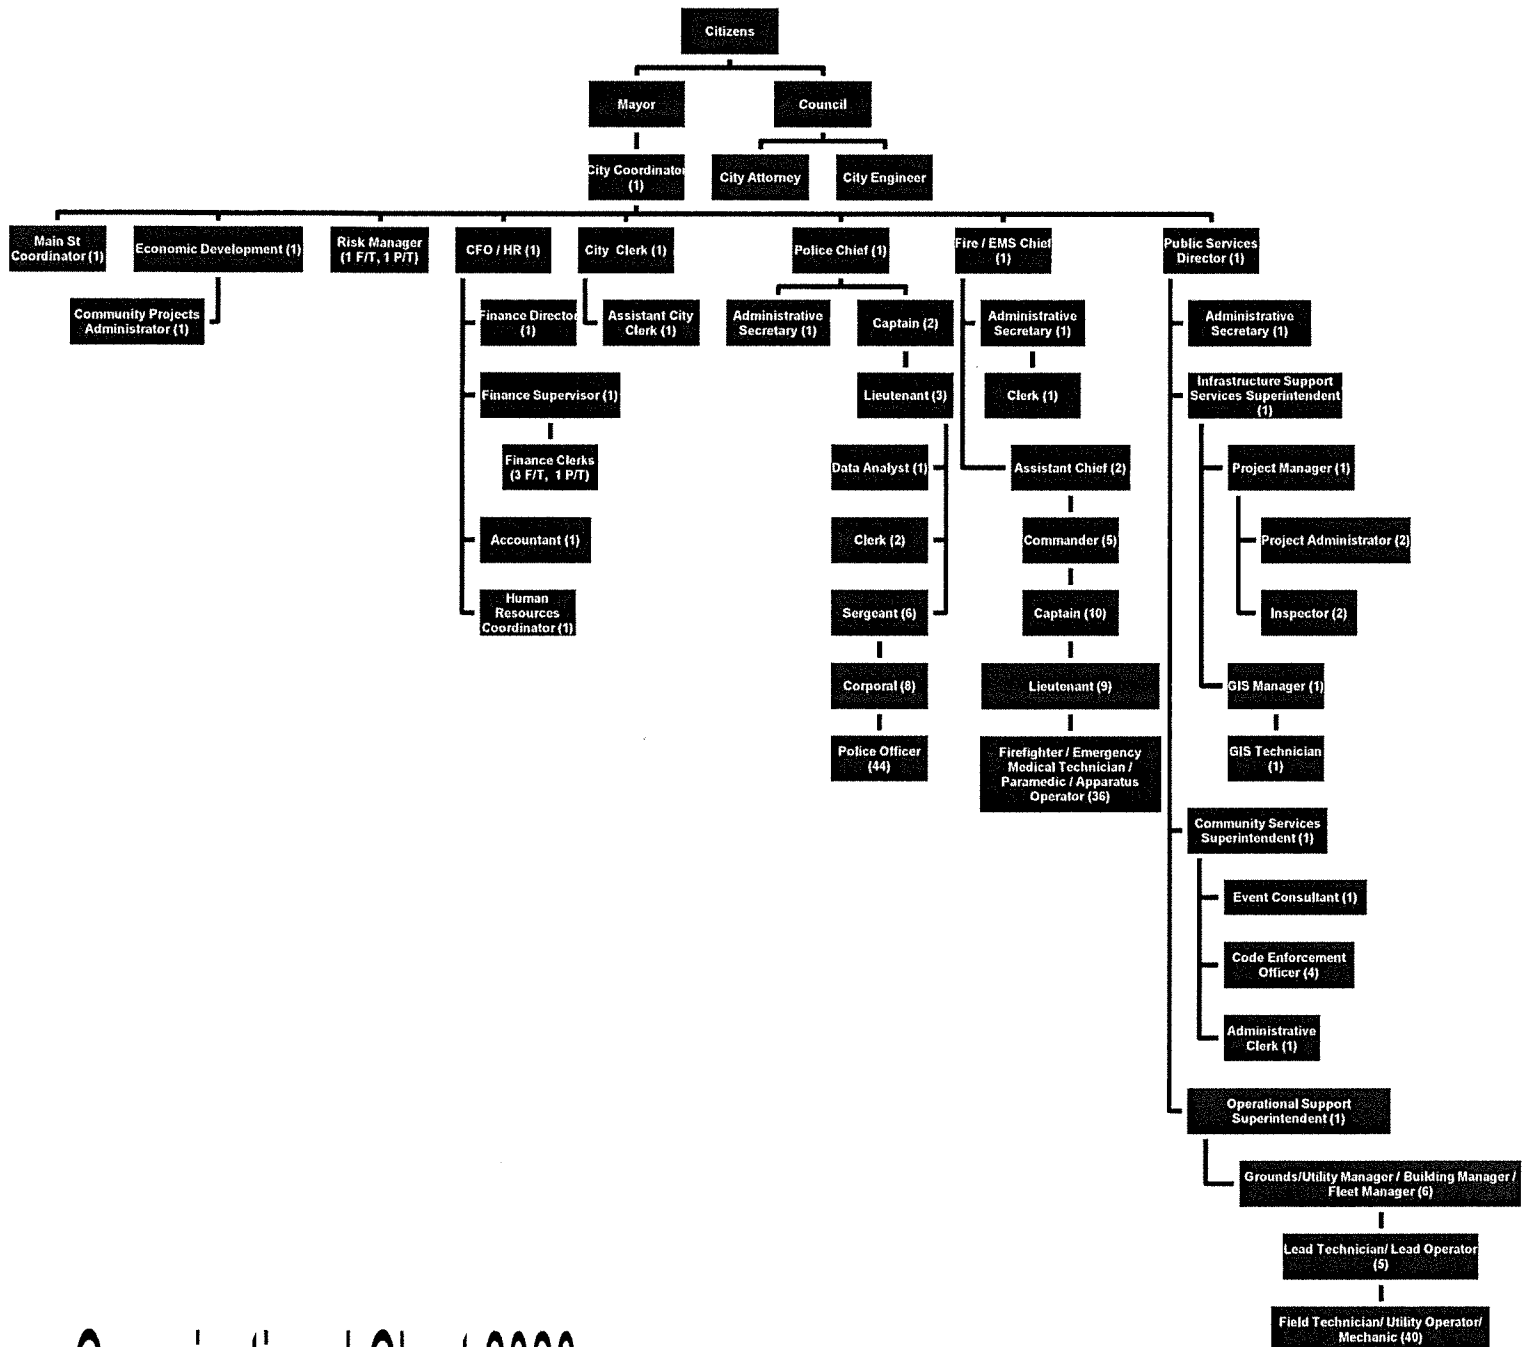 Citizens
Mayor
Council
City Coordinator
(1)
City Attorney
City Engineer
Main St
Coordinator (1)
Economic Development (1)
Risk Manager
(1 F/T, 1 P/T)
CFO / HR (1)
City Clerk (1)
Police Chief (1)
Fire / EMS Chief
(1)
Public Services
Director (1)
Community Projects
Administrator (1)
Finance Director
(1)
Assistant City
Clerk (1)
Administrative
Secretary (1)
Captain (2)
Administrative
Secretary (1)
Administrative
Secretary (1)
Finance Supervisor (1)
Lieutenant (3)
Clerk (1)
Infrastructure Support
Services Superintendent
(1)
Finance Clerks
(3 F/T, 1 P/T)
Data Analyst (1)
Assistant Chief (2)
Project Manager (1)
Accountant (1)
Clerk (2)
Commander (5)
Project Administrator (2)
Human
Resources
Coordinator (1)
Sergeant (6)
Captain (10)
Inspector (2)
Corporal (8)
Lieutenant (9)
GIS Manager (1)
Police Officer
(44)
Firefighter / Emergency
Medical Technician /
Paramedic / Apparatus
Operator (36)
GIS Technician
(1)
Community Services
Superintendent (1)
Event Consultant (1)
Code Enforcement
Officer (4)
Administrative
Clerk (1)
Operational Support
Superintendent (1)
Grounds/Utility Manager / Building Manager /
Fleet Manager (6)
Lead Technician/ Lead Operator
(5)
Field Technician/ Utility Operator/
Mechanic (40)